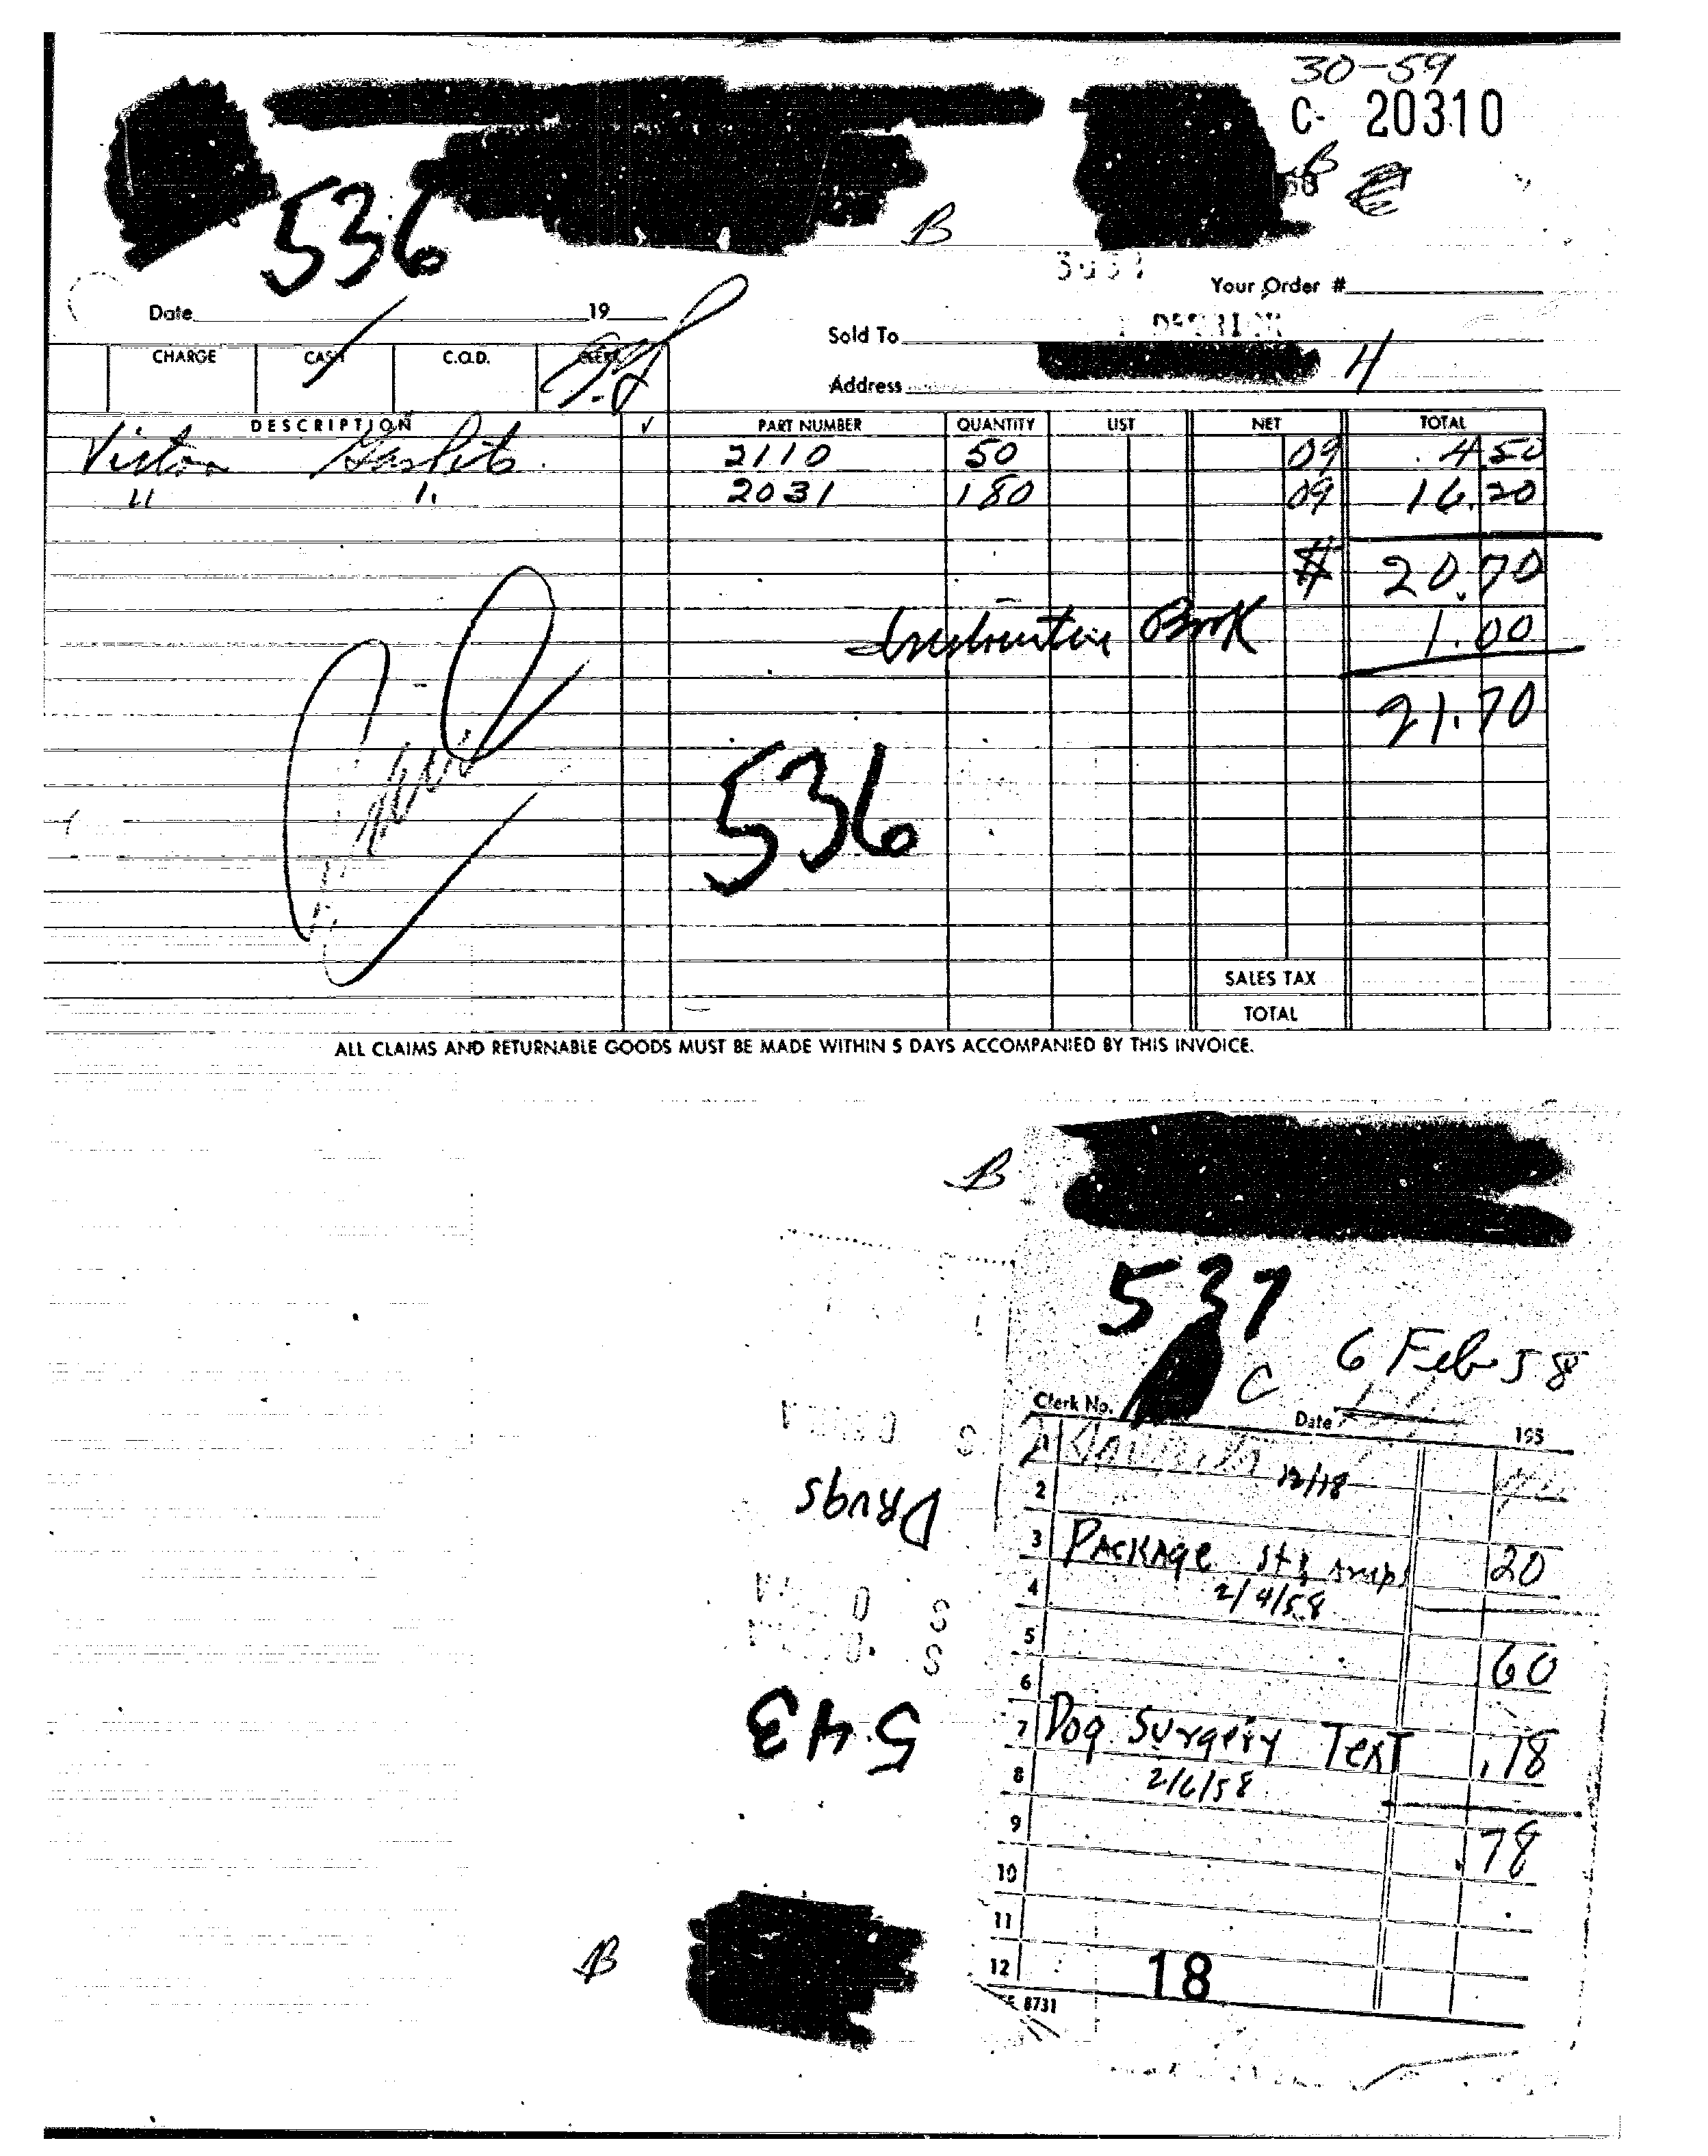 30-59
C- 20310
B
536
B
Your Order #
Date 19
Sold To
Address 4
CHARGE CASH C.O.D. CLERK
DESCRIPTION √ PART NUMBER QUANTITY LIST NET TOTAL
Victor Gaskets 2110 50 09 4.50
" " 2031 180 09 16.20
$ 20.70
Instruction Book 1.00
21.70
536
SALES TAX
TOTAL
ALL CLAIMS AND RETURNABLE GOODS MUST BE MADE WITHIN 5 DAYS ACCOMPANIED BY THIS INVOICE.
B
537
C 6 Feb 58
Clerk No. Date 195
1
12/18
2
3 Package st
20
4 2/4/58
5
60
6
7 Dog Surgery Text .18
8 2/6/58
9
.78
10
11
12
18
8731
Drugs
543
B